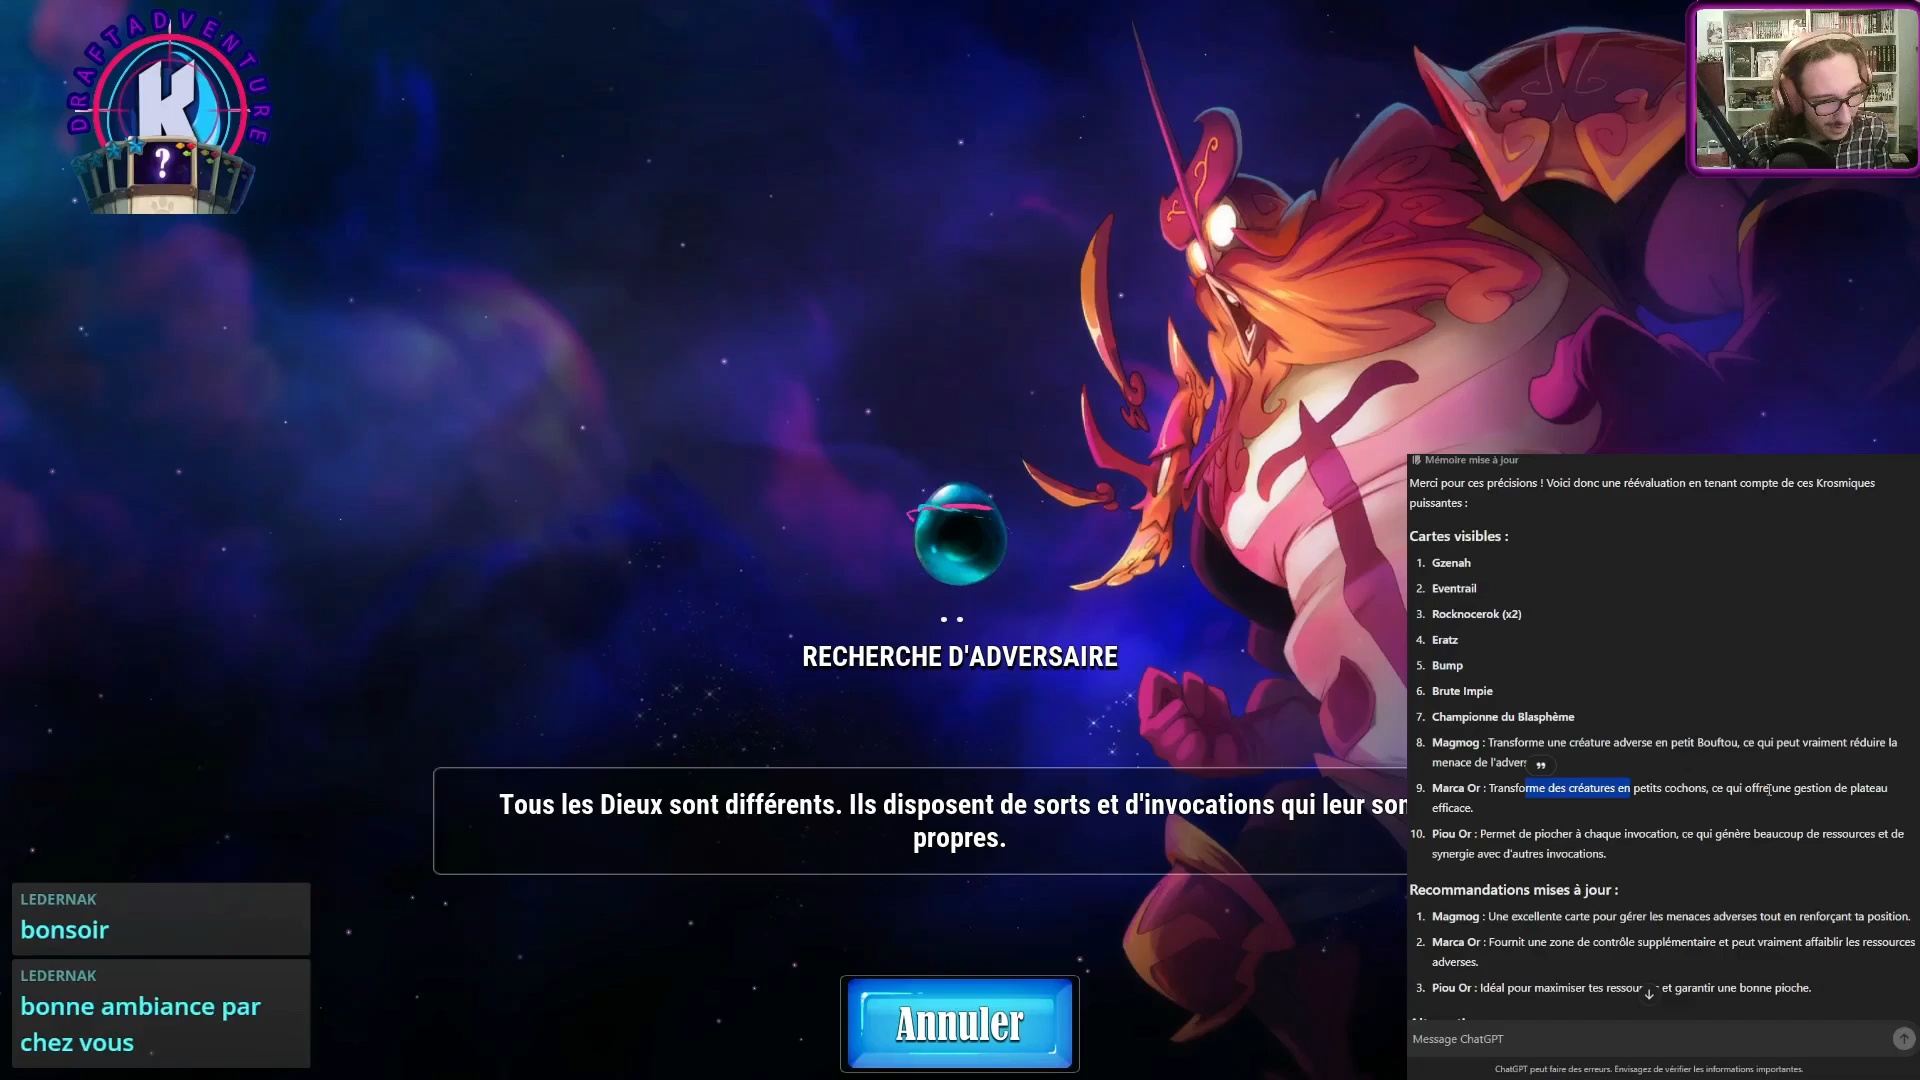 DRAFTADVENTURE
K
?
RECHERCHE D'ADVERSAIRE
Tous les Dieux sont différents. Ils disposent de sorts et d'invocations qui leur son
propres.
LEDERNAK
bonsoir
LEDERNAK
bonne ambiance par
chez vous
Annuler
Mémoire mise à jour
Merci pour ces précisions ! Voici donc une réévaluation en tenant compte de ces Krosmiques
puissantes :
Cartes visibles :
1. Gzenah
2. Eventrail
3. Rocknocerok (x2)
4. Eratz
5. Bump
6. Brute Impie
7. Championne du Blasphème
8. Magmog : Transforme une créature adverse en petit Bouftou, ce qui peut vraiment réduire la
menace de l'advers
9. Marca Or : Transforme des créatures en petits cochons, ce qui offre une gestion de plateau
efficace.
10. Piou Or : Permet de piocher à chaque invocation, ce qui génère beaucoup de ressources et de
synergie avec d'autres invocations.
Recommandations mises à jour :
1. Magmog : Une excellente carte pour gérer les menaces adverses tout en renforçant ta position.
2. Marca Or : Fournit une zone de contrôle supplémentaire et peut vraiment affaiblir les ressources
adverses.
3. Piou Or : Idéal pour maximiser tes ressour et garantir une bonne pioche.
Message ChatGPT
ChatGPT peut faire des erreurs. Envisagez de vérifier les informations importantes.